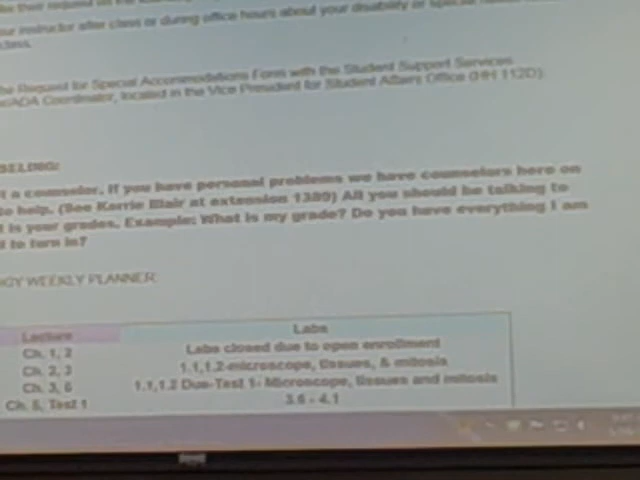 your instructor after class or during office hours about your disability or special
class.
the Request for Special Accommodations Form with the Student Support Services
ADA Coordinator, located in the Vice President for Student Affairs Office (HH 112D).
SELING:
t a counselor. If you have personal problems we have counselors here on
to help. (See Kerrie Blair at extension 1389) All you should be talking to
is your grades. Example: What is my grade? Do you have everything I am
d to turn in?
GY WEEKLY PLANNER:
Lecture Labs
Ch. 1, 2 Labs closed due to open enrollment
Ch. 2, 3 1.1,1.2-microscope, tissues, & mitosis
Ch. 3, 5 1.1,1.2 Due-Test 1- Microscope, tissues and mitosis
Ch. 5, Test 1 3.6 - 4.1